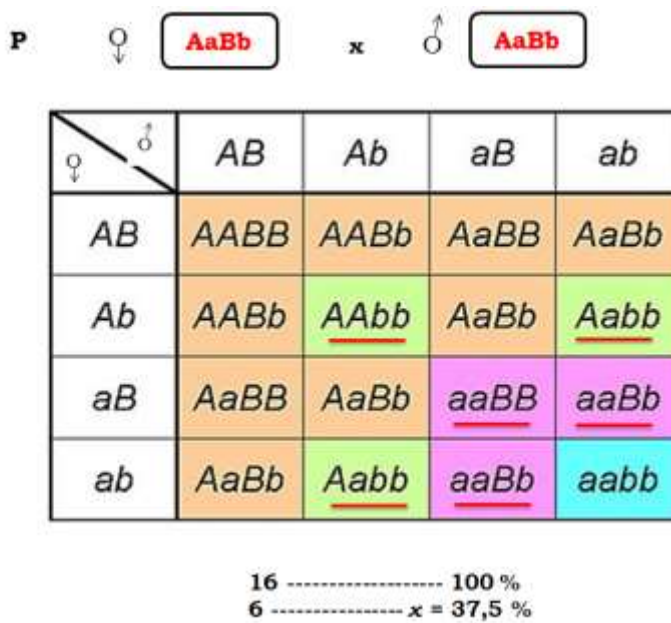 P ♀ AaBb x ♂ AaBb
♀ ♂ AB Ab aB ab
AB AABB AABb AaBB AaBb
Ab AABb AAbb AaBb Aabb
aB AaBB AaBb aaBB aaBb
ab AaBb Aabb aaBb aabb
16 ------------------ 100 %
6 --------------- x = 37,5 %